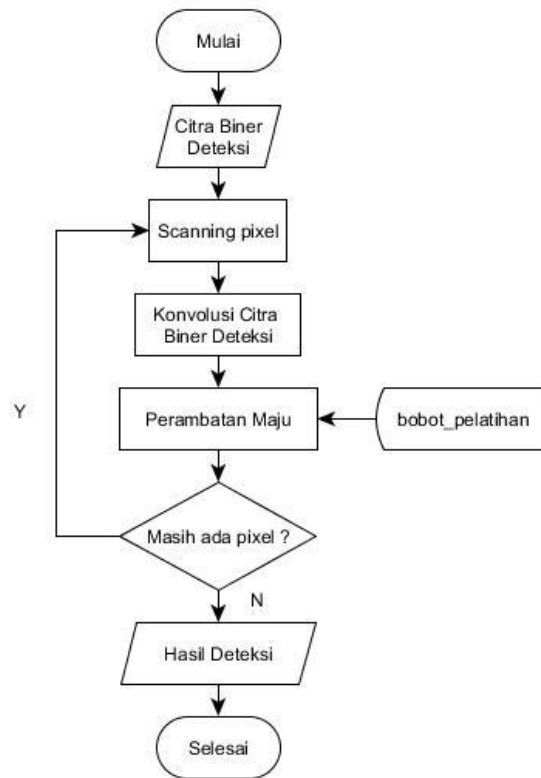 Mulai
Citra Biner
Deteksi
Scanning pixel
Konvolusi Citra
Biner Deteksi
Perambatan Maju
bobot_pelatihan
Y
Masih ada pixel ?
N
Hasil Deteksi
Selesai